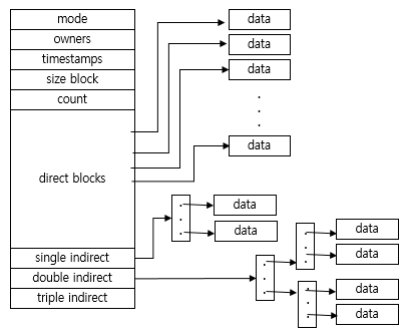 mode
owners
timestamps
size block
count
direct blocks
single indirect
double indirect
triple indirect
data
data
data
data
data
data
data
data
data
data